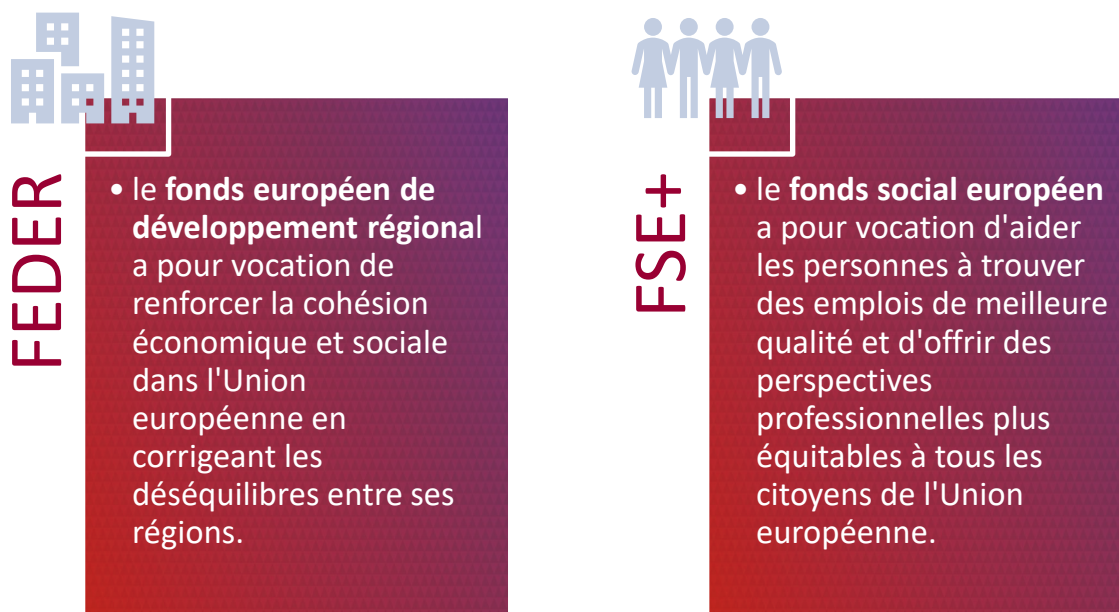 FEDER
• le fonds européen de
développement régional
a pour vocation de
renforcer la cohésion
économique et sociale
dans l'Union
européenne en
corrigeant les
déséquilibres entre ses
régions.
FSE+
• le fonds social européen
a pour vocation d'aider
les personnes à trouver
des emplois de meilleure
qualité et d'offrir des
perspectives
professionnelles plus
équitables à tous les
citoyens de l'Union
européenne.